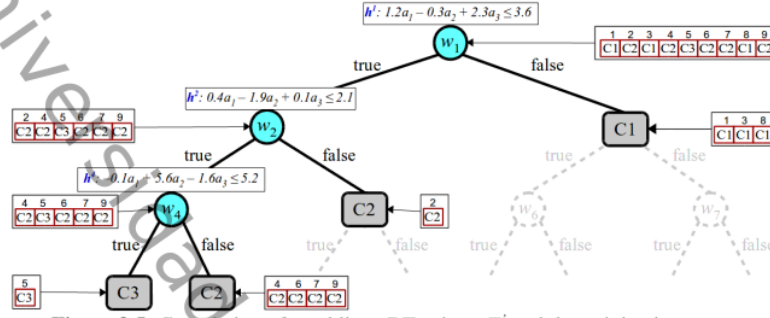 h¹: 1.2a₁ – 0.3a₂ + 2.3a₃ ≤ 3.6
w₁
1 2 3 4 5 6 7 8 9
C1 C2 C1 C2 C3 C2 C2 C1 C2
true
false
h²: 0.4a₁ – 1.9a₂ + 0.1a₃ ≤ 2.1
2 4 5 6 7 9
C2 C2 C3 C2 C2 C2
w₂
C1
1 3 8
C1 C1 C1
true
false
true
false
h⁴: -0.1a₁ + 5.6a₂ – 1.6a₃ ≤ 5.2
4 5 6 7 9
C2 C3 C2 C2 C2
w₄
C2
2
C2
w₆
w₇
true
false
true
false
true
false
true
false
5
C3
C3
C2
4 6 7 9
C2 C2 C2 C2